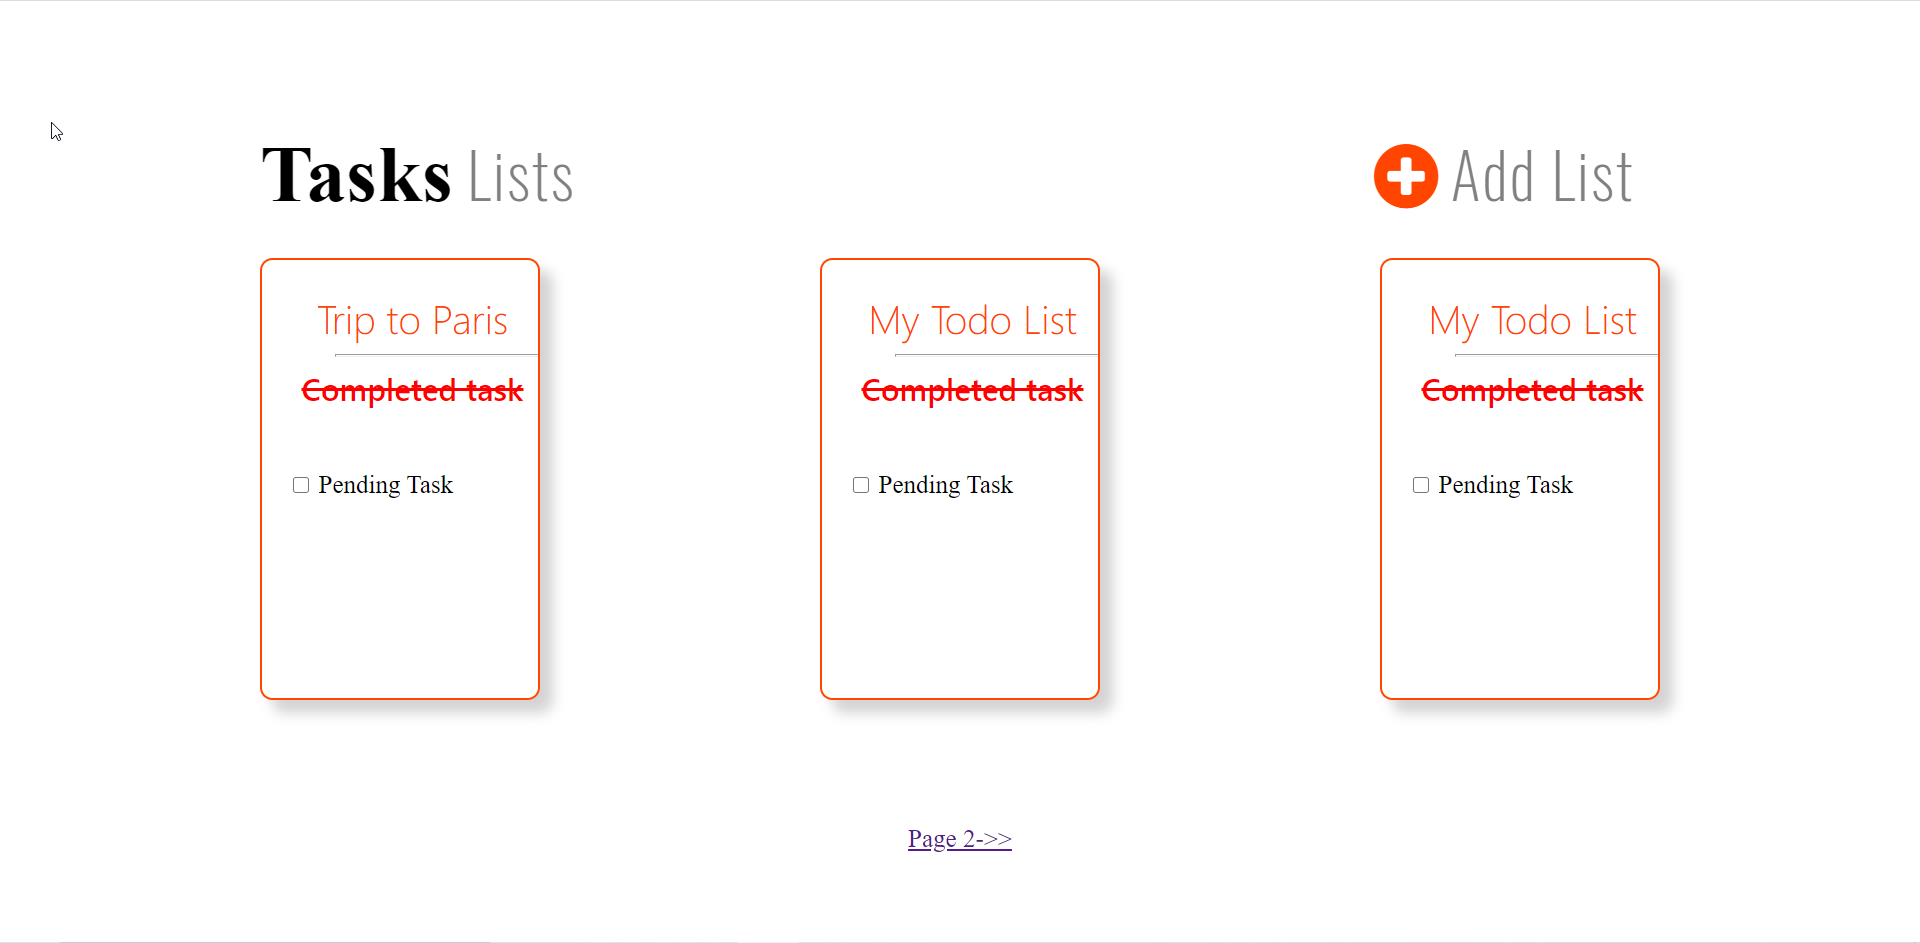 Tasks Lists
Add List
Trip to Paris
Completed task
Pending Task
My Todo List
Completed task
Pending Task
My Todo List
Completed task
Pending Task
Page 2->>